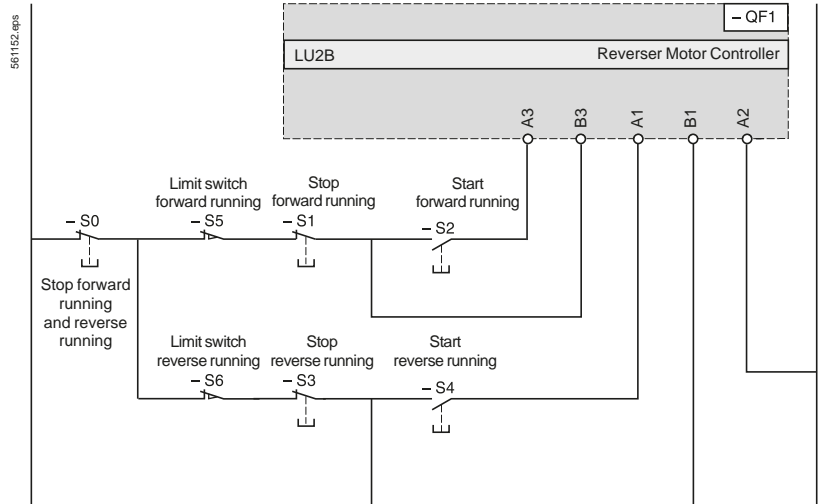 561152.eps
– QF1
LU2B
Reverser Motor Controller
A3
B3
A1
B1
A2
Limit switch
forward running
– S5
Stop
forward running
– S1
Start
forward running
– S2
– S0
Stop forward
running
and reverse
running
Limit switch
reverse running
– S6
Stop
reverse running
– S3
Start
reverse running
– S4